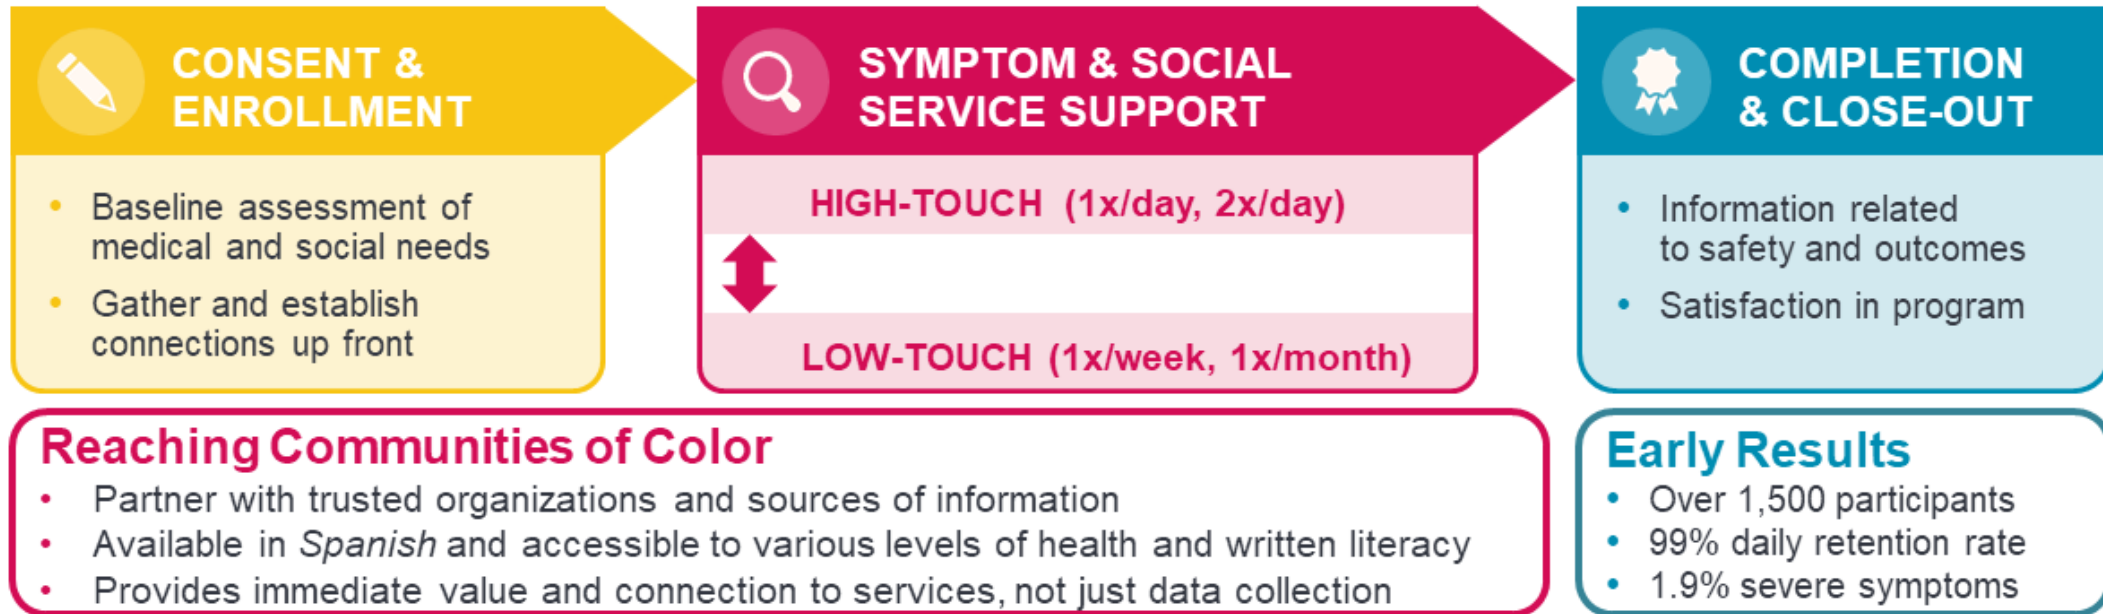 CONSENT &
ENROLLMENT
• Baseline assessment of
medical and social needs
• Gather and establish
connections up front
SYMPTOM & SOCIAL
SERVICE SUPPORT
HIGH-TOUCH (1x/day, 2x/day)
LOW-TOUCH (1x/week, 1x/month)
COMPLETION
& CLOSE-OUT
• Information related
to safety and outcomes
• Satisfaction in program
Reaching Communities of Color
• Partner with trusted organizations and sources of information
• Available in Spanish and accessible to various levels of health and written literacy
• Provides immediate value and connection to services, not just data collection
Early Results
• Over 1,500 participants
• 99% daily retention rate
• 1.9% severe symptoms